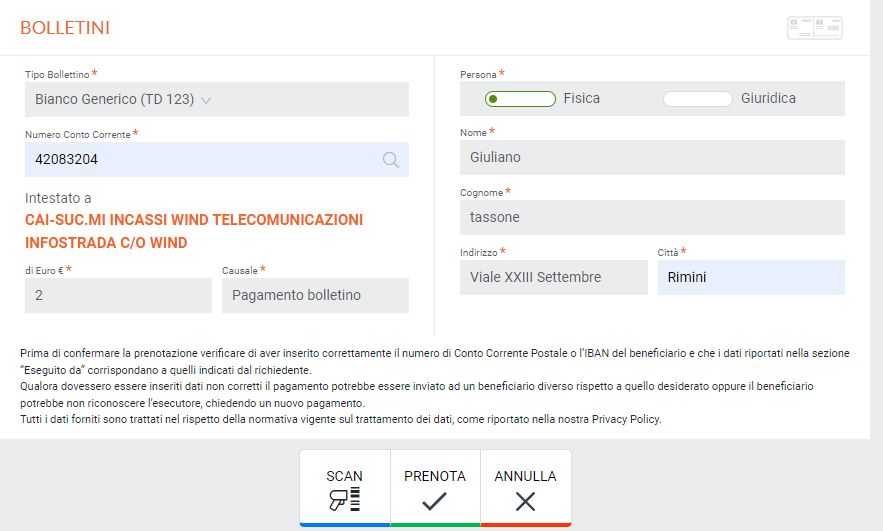 BOLLETINI
Tipo Bollettino *
Bianco Generico (TD 123)
Numero Conto Corrente *
42083204
Intestato a
CAI-SUC.MI INCASSI WIND TELECOMUNICAZIONI
INFOSTRADA C/O WIND
di Euro € *
2
Causale *
Pagamento bolletino
Persona *
Fisica
Giuridica
Nome *
Giuliano
Cognome *
tassone
Indirizzo *
Viale XXIII Settembre
Città *
Rimini
Prima di confermare la prenotazione verificare di aver inserito correttamente il numero di Conto Corrente Postale o l'IBAN del beneficiario e che i dati riportati nella sezione
“Eseguito da” corrispondano a quelli indicati dal richiedente.
Qualora dovessero essere inseriti dati non corretti il pagamento potrebbe essere inviato ad un beneficiario diverso rispetto a quello desiderato oppure il beneficiario
potrebbe non riconoscere l'esecutore, chiedendo un nuovo pagamento.
Tutti i dati forniti sono trattati nel rispetto della normativa vigente sul trattamento dei dati, come riportato nella nostra Privacy Policy.
SCAN
PRENOTA
ANNULLA